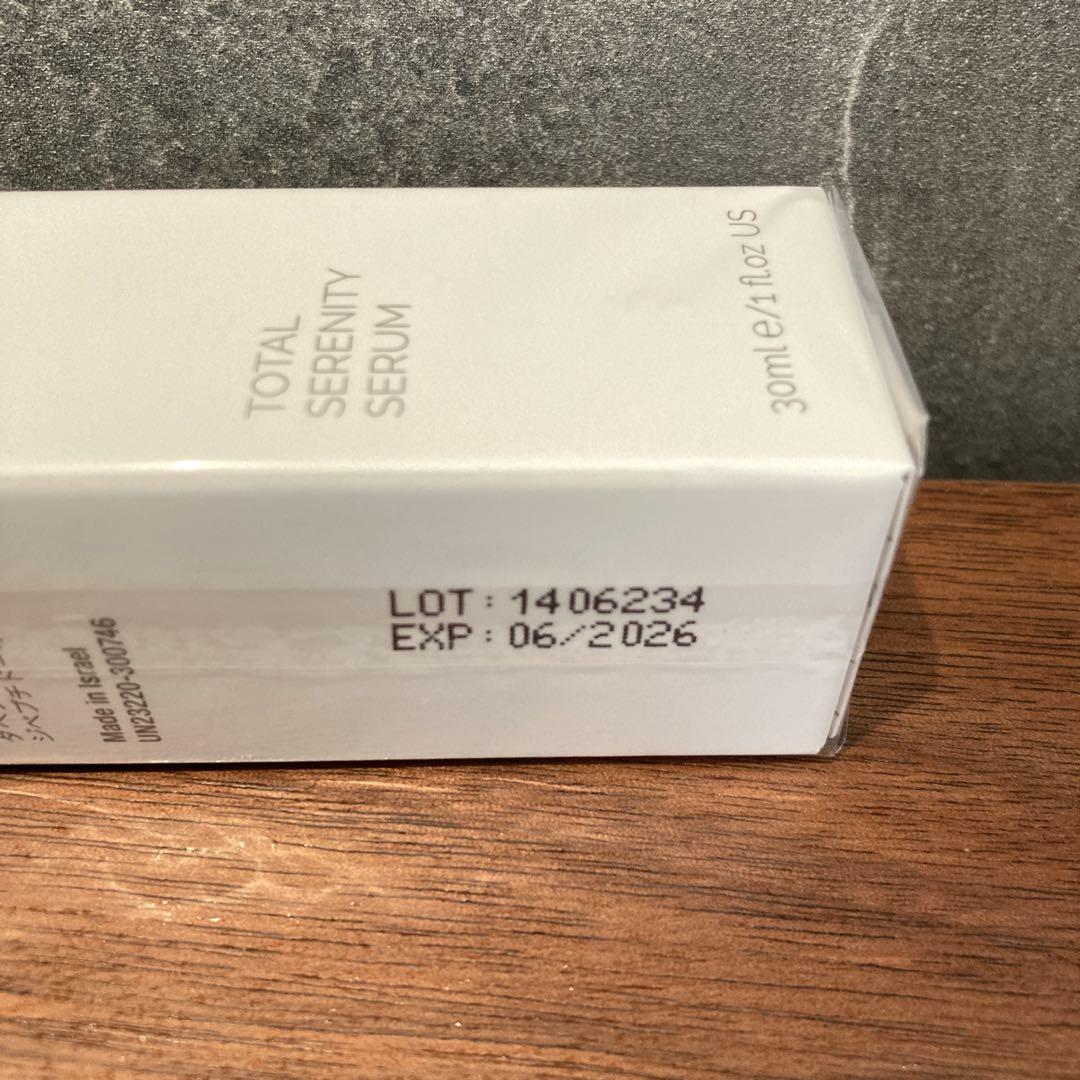 TOTAL
SERENITY
SERUM
30ml e/1 fl.oz US
LOT: 1406234
EXP: 06/2026
Made in Israel
UN23220-300746